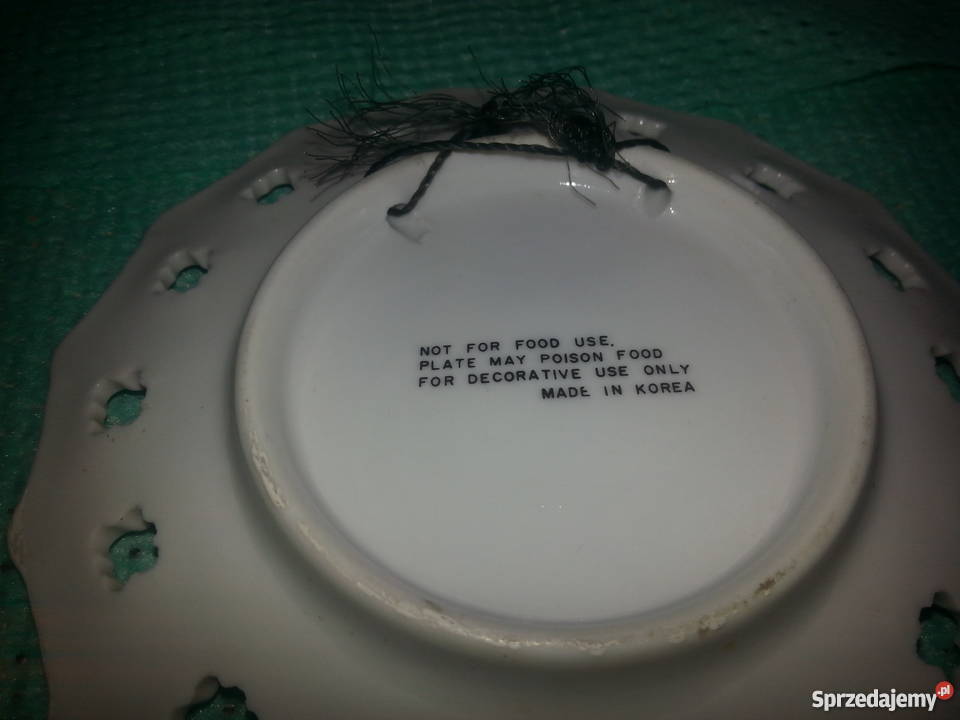 NOT FOR FOOD USE.
PLATE MAY POISON FOOD
FOR DECORATIVE USE ONLY
MADE IN KOREA
Sprzedajemy.pl